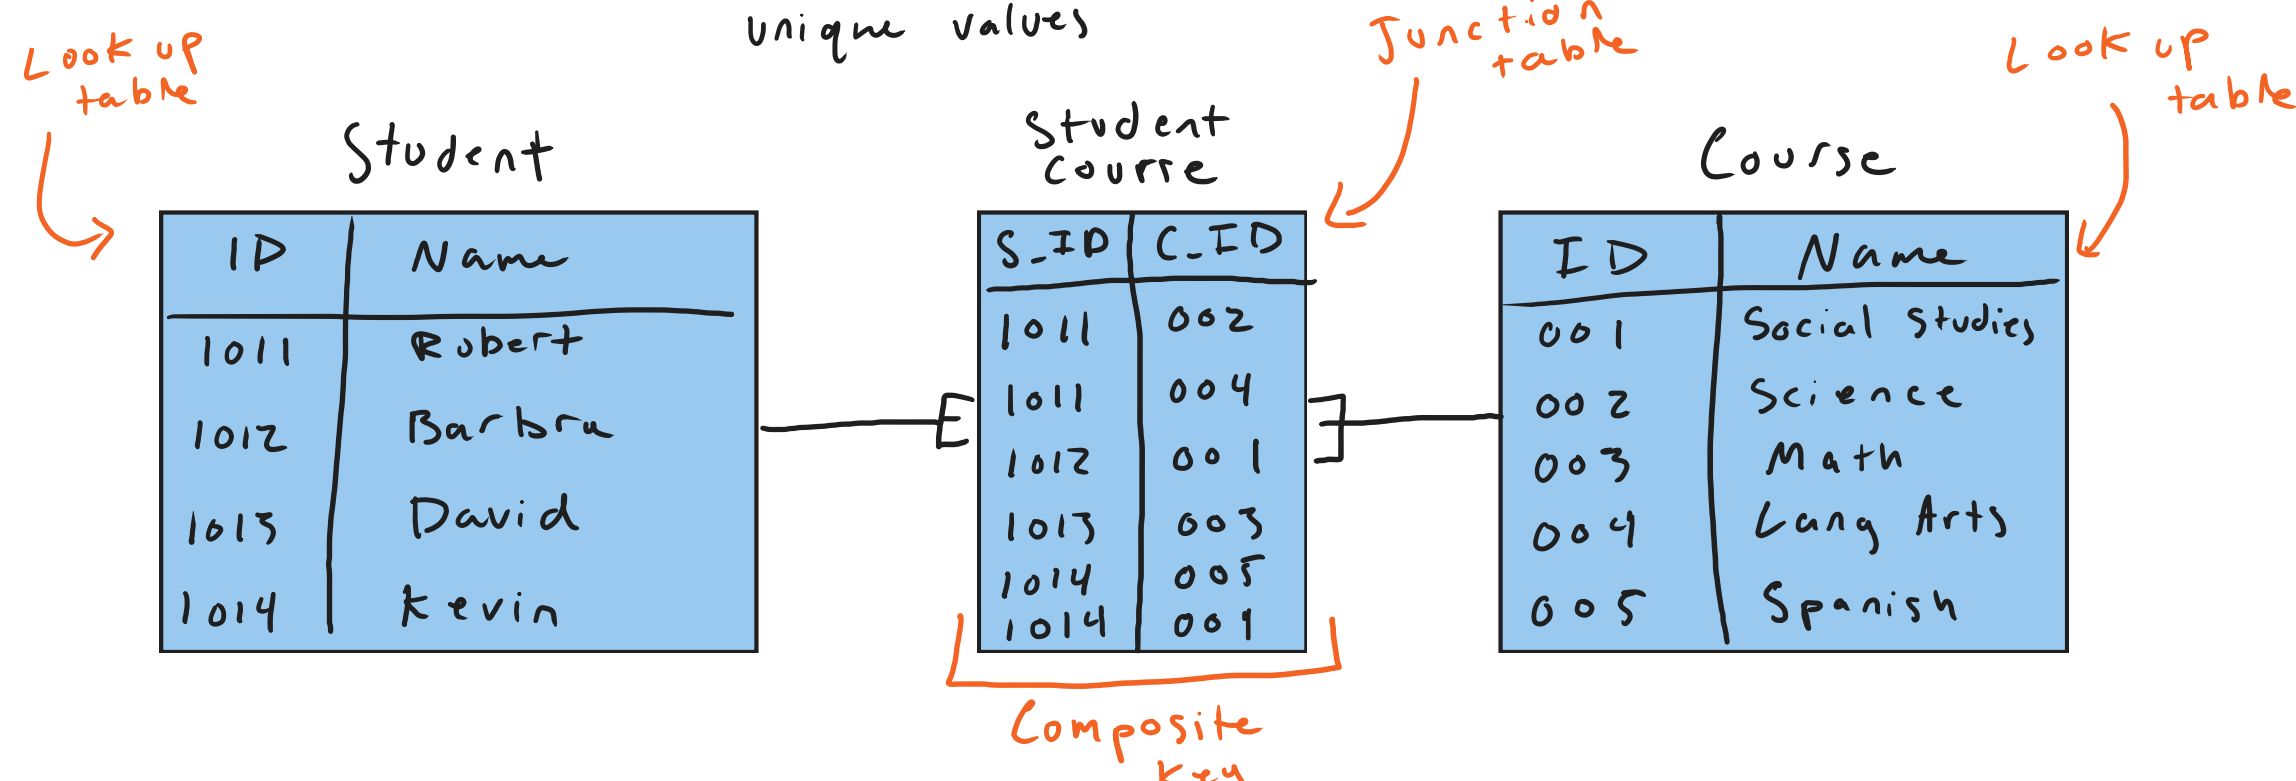 unique values
Look up
table
Junction
table
Look up
table
Student
Student
Course
Course
ID Name
1011 Robert
1012 Barbra
1013 David
1014 Kevin
S_ID C_ID
1011 002
1011 004
1012 001
1013 003
1014 005
1014 001
ID Name
001 Social Studies
002 Science
003 Math
004 Lang Arts
005 Spanish
Composite
key